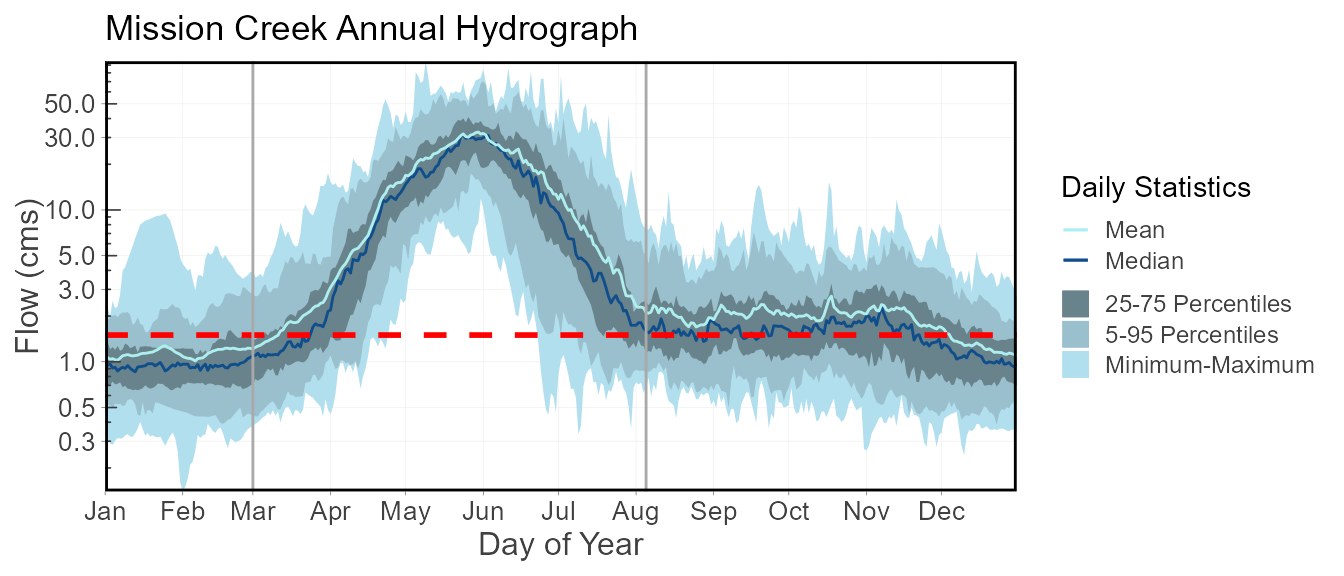 Mission Creek Annual Hydrograph
50.0
30.0
10.0
5.0
3.0
1.0
0.5
0.3
Flow (cms)
Jan Feb Mar Apr May Jun Jul Aug Sep Oct Nov Dec
Day of Year
Daily Statistics
Mean
Median
25-75 Percentiles
5-95 Percentiles
Minimum-Maximum